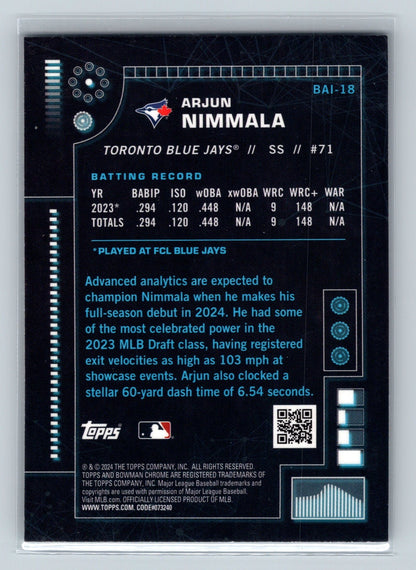 BAI-18
ARJUN
NIMMALA
TORONTO BLUE JAYS® // SS // #71
BATTING RECORD
YR BABIP ISO wOBA xwOBA WRC WRC+ WAR
2023* .294 .120 .448 N/A 9 148 N/A
TOTALS .294 .120 .448 N/A 9 148 N/A
*PLAYED AT FCL BLUE JAYS
Advanced analytics are expected to
champion Nimmala when he makes his
full-season debut in 2024. He had some
of the most celebrated power in the
2023 MLB Draft class, having registered
exit velocities as high as 103 mph at
showcase events. Arjun also clocked a
stellar 60-yard dash time of 6.54 seconds.
Topps
® & © 2024 THE TOPPS COMPANY, INC. ALL RIGHTS RESERVED.
TOPPS AND BOWMAN CHROME ARE REGISTERED TRADEMARKS OF
THE TOPPS COMPANY, INC. Major League Baseball trademarks and
copyrights are used with permission of Major League Baseball.
Visit MLB.com. OFFICIALLY LICENSED PRODUCT OF MLB.
WWW.TOPPS.COM. CODE#073240